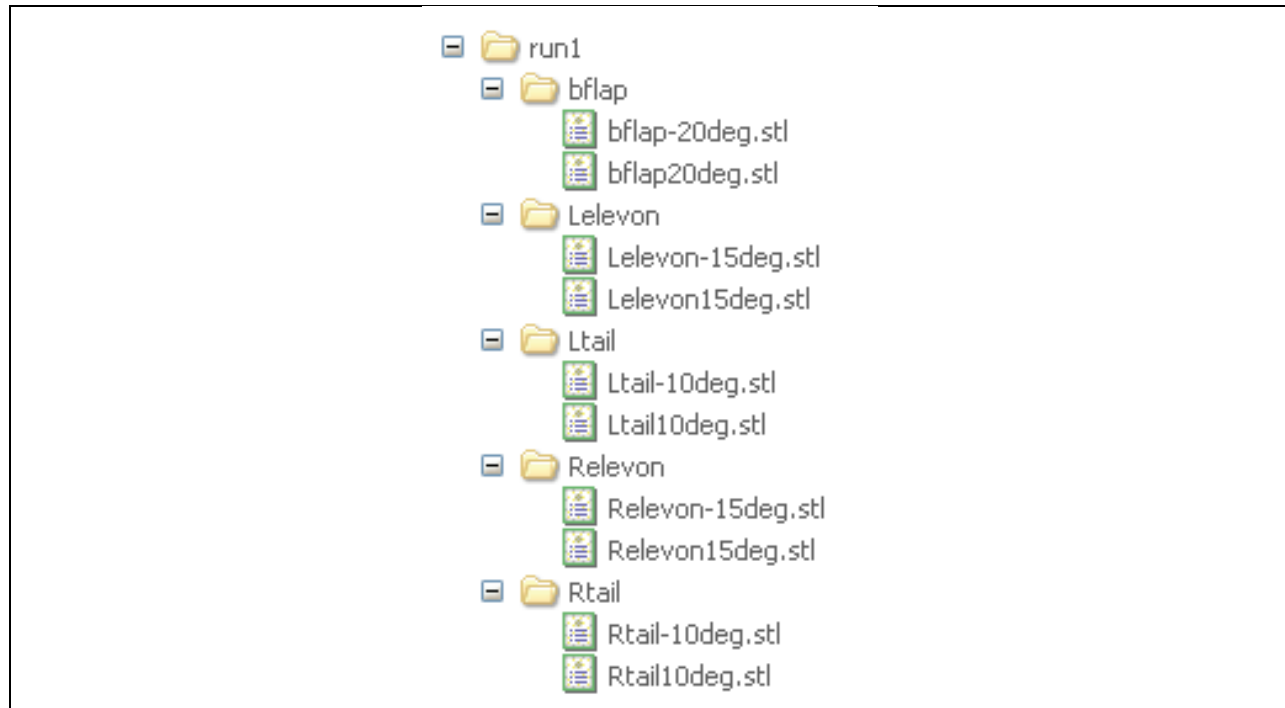 run1
bflap
bflap-20deg.stl
bflap20deg.stl
Lelevon
Lelevon-15deg.stl
Lelevon15deg.stl
Ltail
Ltail-10deg.stl
Ltail10deg.stl
Relevon
Relevon-15deg.stl
Relevon15deg.stl
Rtail
Rtail-10deg.stl
Rtail10deg.stl